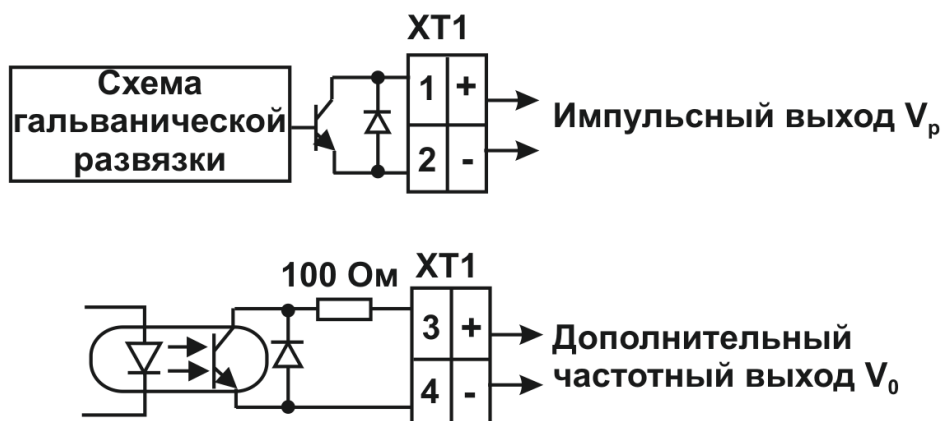 XT1
Схема
гальванической
развязки
1 +
2 -
Импульсный выход Vp
100 Ом XT1
3 +
4 -
Дополнительный
частотный выход V0